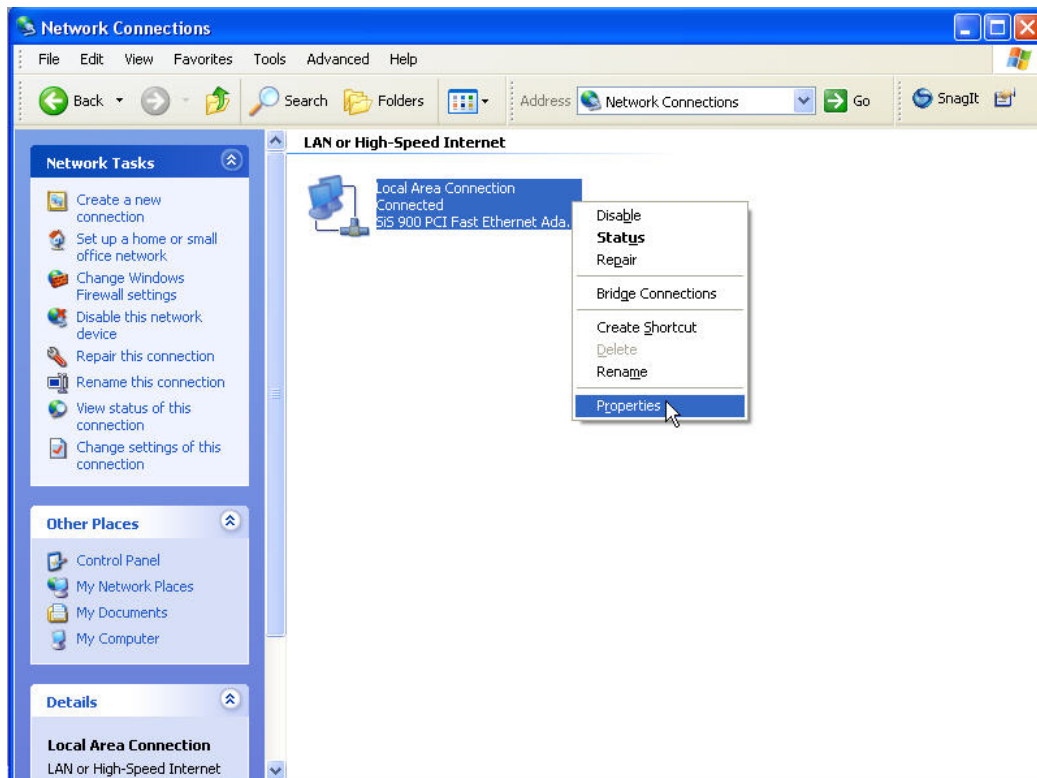 Network Connections
File Edit View Favorites Tools Advanced Help
Back Search Folders Address Network Connections Go SnagIt
Network Tasks
Create a new
connection
Set up a home or small
office network
Change Windows
Firewall settings
Disable this network
device
Repair this connection
Rename this connection
View status of this
connection
Change settings of this
connection
Other Places
Control Panel
My Network Places
My Documents
My Computer
Details
Local Area Connection
LAN or High-Speed Internet
LAN or High-Speed Internet
Local Area Connection
Connected
SiS 900 PCI Fast Ethernet Ada...
Disable
Status
Repair
Bridge Connections
Create Shortcut
Delete
Rename
Properties